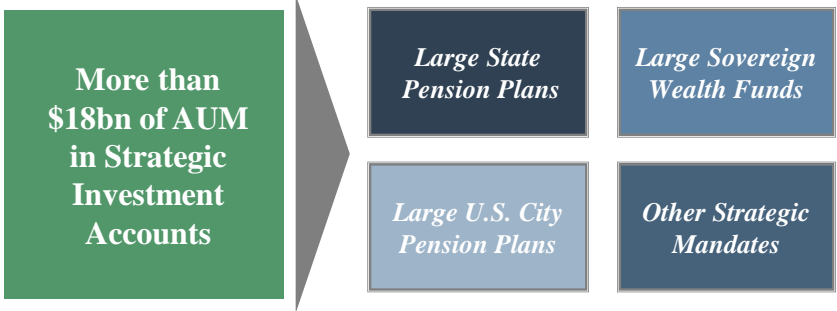 More than
$18bn of AUM
in Strategic
Investment
Accounts
Large State
Pension Plans
Large Sovereign
Wealth Funds
Large U.S. City
Pension Plans
Other Strategic
Mandates